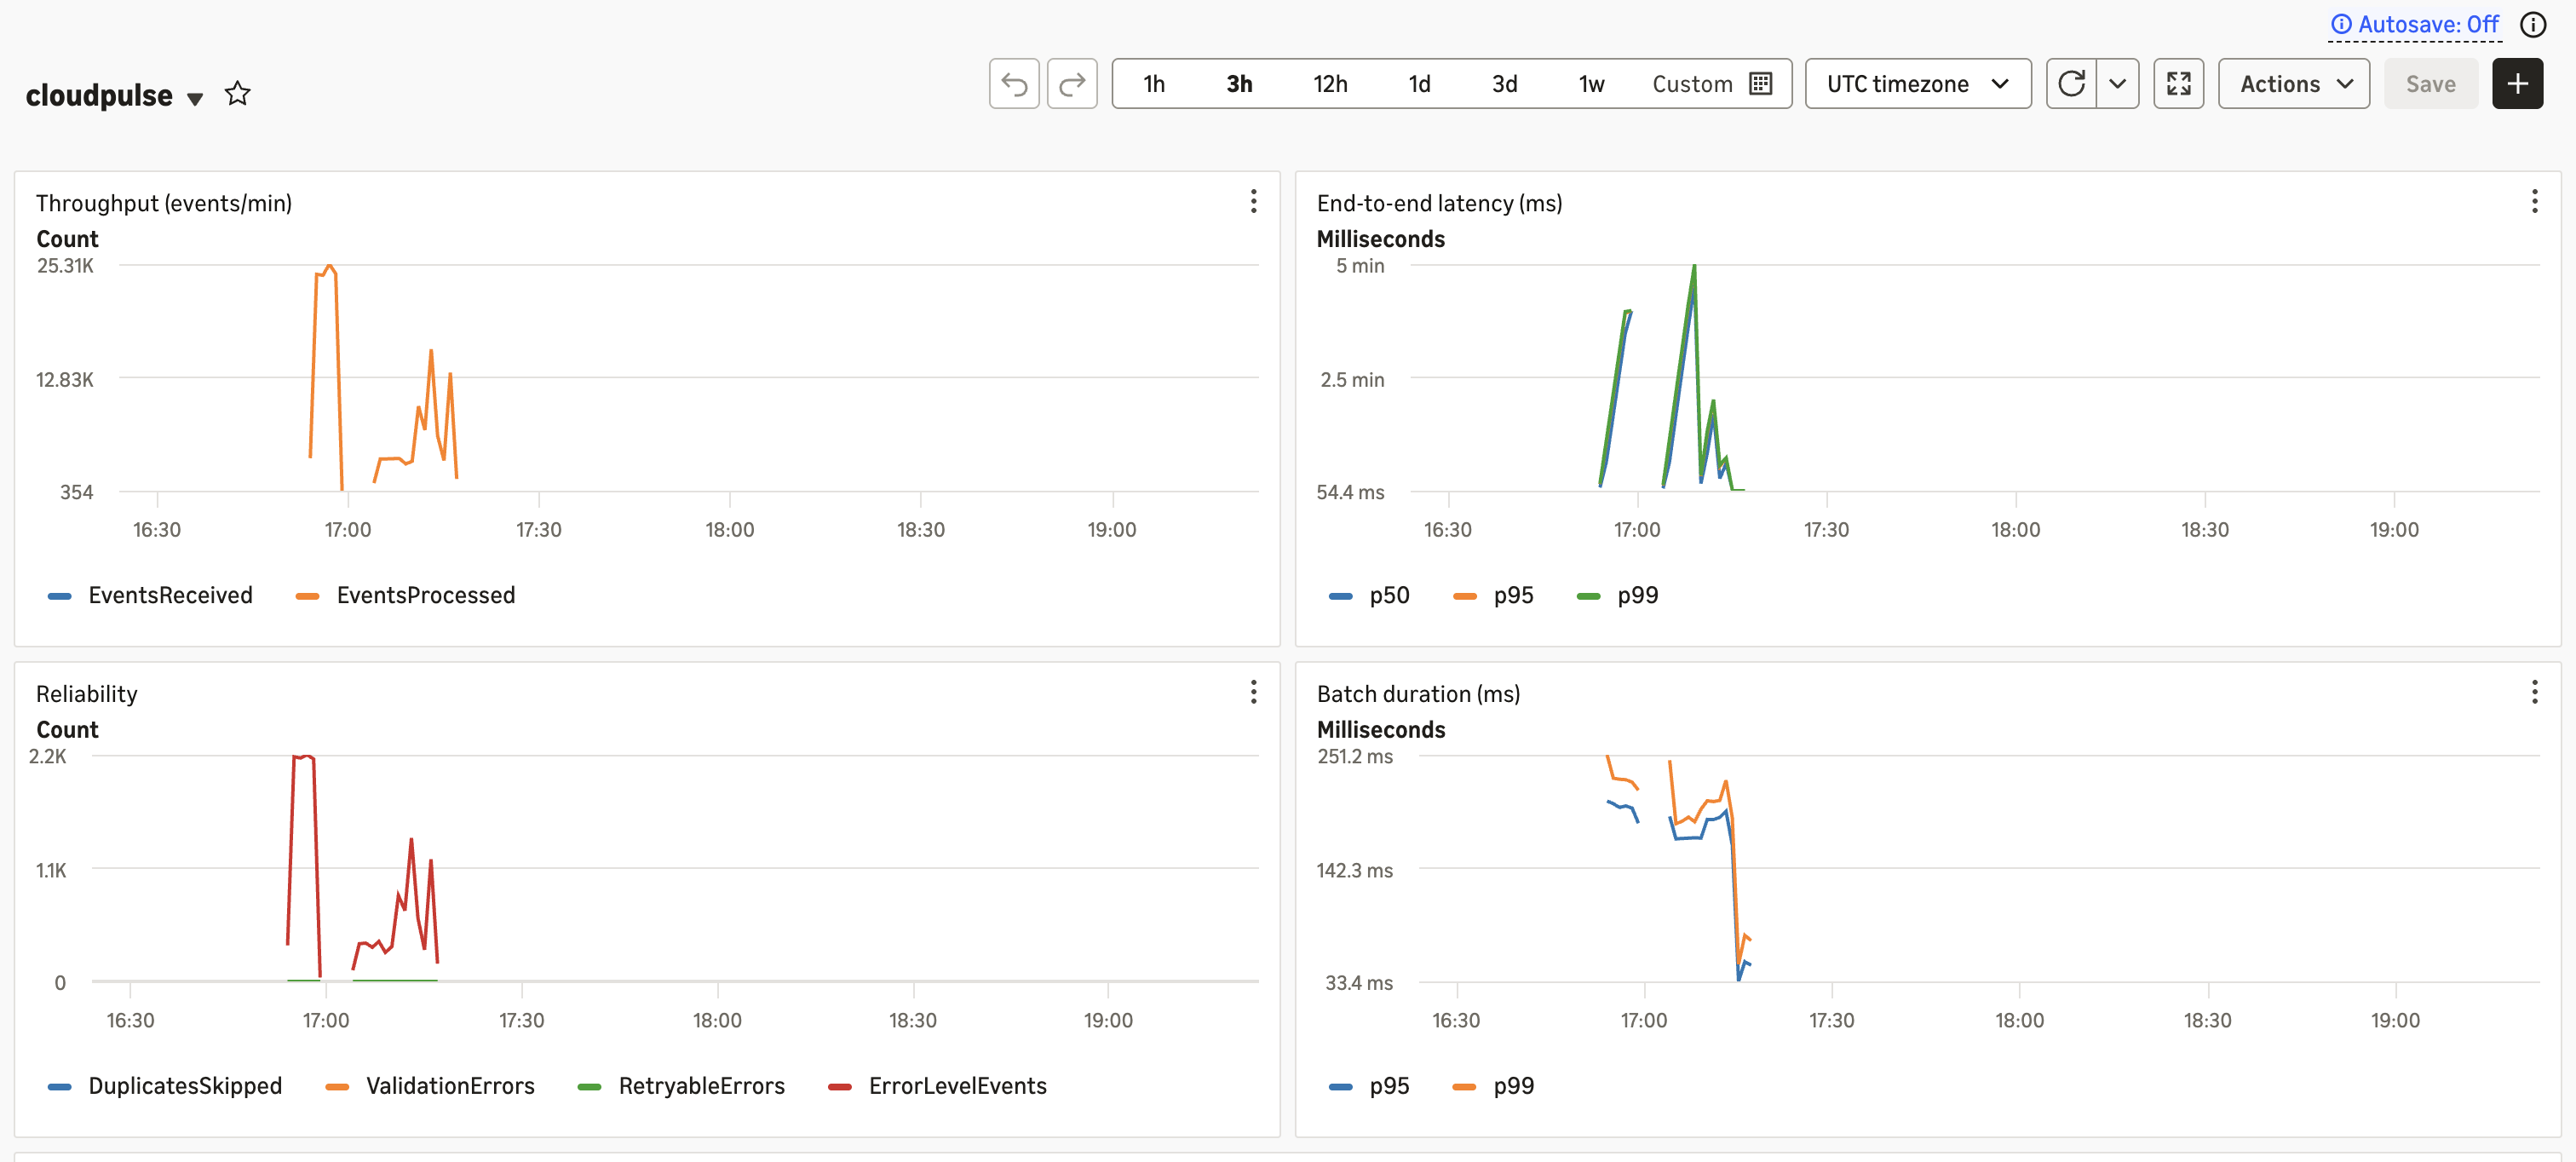 Autosave: Off
cloudpulse
1h 3h 12h 1d 3d 1w Custom UTC timezone Actions Save
Throughput (events/min)
Count
25.31K
12.83K
354
16:30 17:00 17:30 18:00 18:30 19:00
EventsReceived EventsProcessed
End-to-end latency (ms)
Milliseconds
5 min
2.5 min
54.4 ms
16:30 17:00 17:30 18:00 18:30 19:00
p50 p95 p99
Reliability
Count
2.2K
1.1K
0
16:30 17:00 17:30 18:00 18:30 19:00
DuplicatesSkipped ValidationErrors RetryableErrors ErrorLevelEvents
Batch duration (ms)
Milliseconds
251.2 ms
142.3 ms
33.4 ms
16:30 17:00 17:30 18:00 18:30 19:00
p95 p99